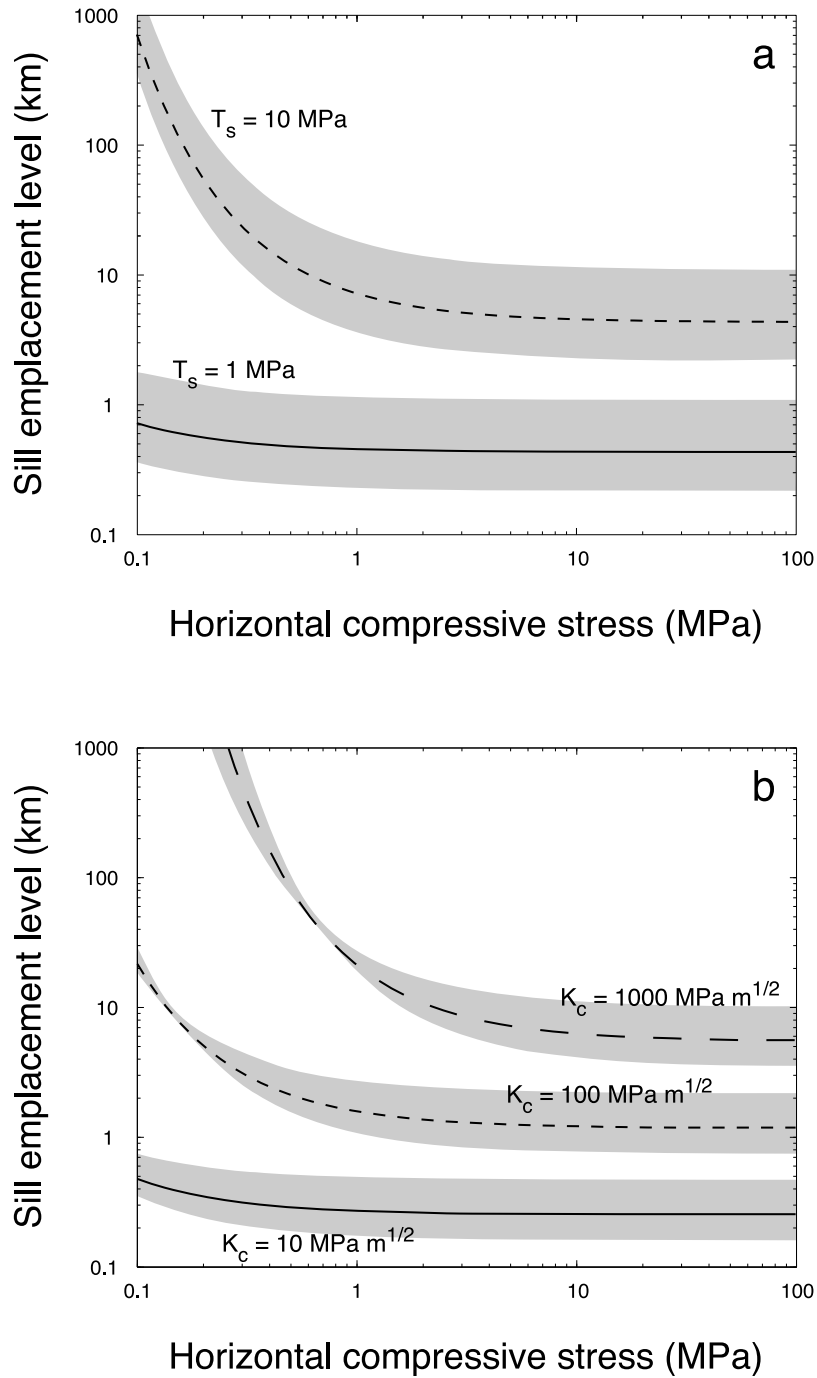 a
1000
100
10
1
0.1
Sill emplacement level (km)
T_s = 10 MPa
T_s = 1 MPa
0.1 1 10 100
Horizontal compressive stress (MPa)
b
1000
100
10
1
0.1
Sill emplacement level (km)
K_c = 1000 MPa m^1/2
K_c = 100 MPa m^1/2
K_c = 10 MPa m^1/2
0.1 1 10 100
Horizontal compressive stress (MPa)